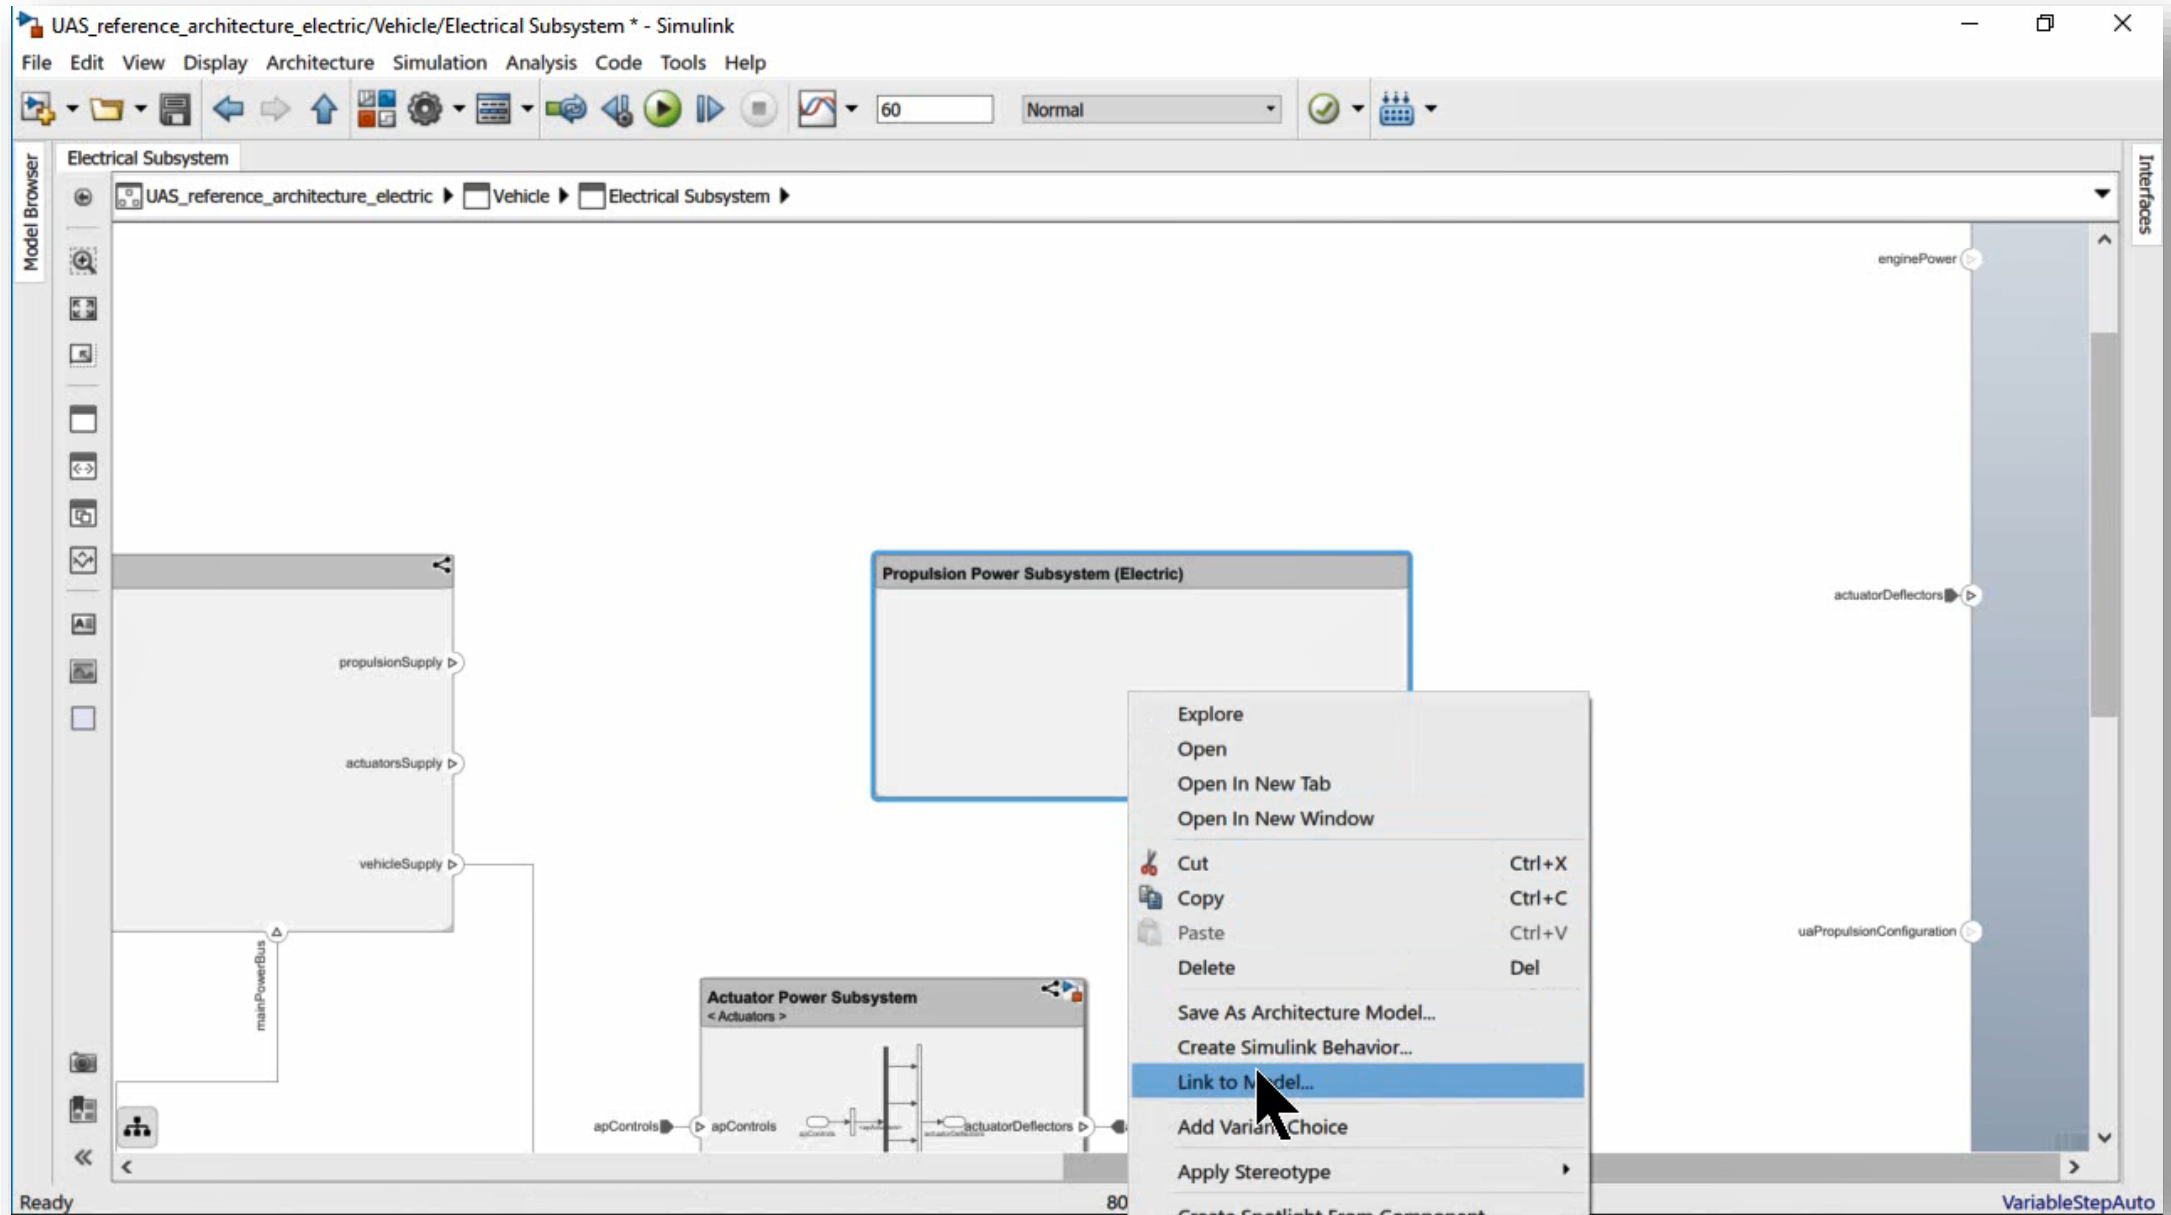 UAS_reference_architecture_electric/Vehicle/Electrical Subsystem * - Simulink
File Edit View Display Architecture Simulation Analysis Code Tools Help
60
Normal
Model Browser
Electrical Subsystem
Interfaces
UAS_reference_architecture_electric Vehicle Electrical Subsystem
enginePower
Propulsion Power Subsystem (Electric)
actuatorDeflectors
propulsionSupply
actuatorsSupply
vehicleSupply
uaPropulsionConfiguration
mainPowerBus
Actuator Power Subsystem
< Actuators >
apControls
apControls
actuatorDeflectors
Explore
Open
Open In New Tab
Open In New Window
Cut Ctrl+X
Copy Ctrl+C
Paste Ctrl+V
Delete Del
Save As Architecture Model...
Create Simulink Behavior...
Link to Model...
Add Variant Choice
Apply Stereotype
Create Spotlight From Component
Ready
80
VariableStepAuto